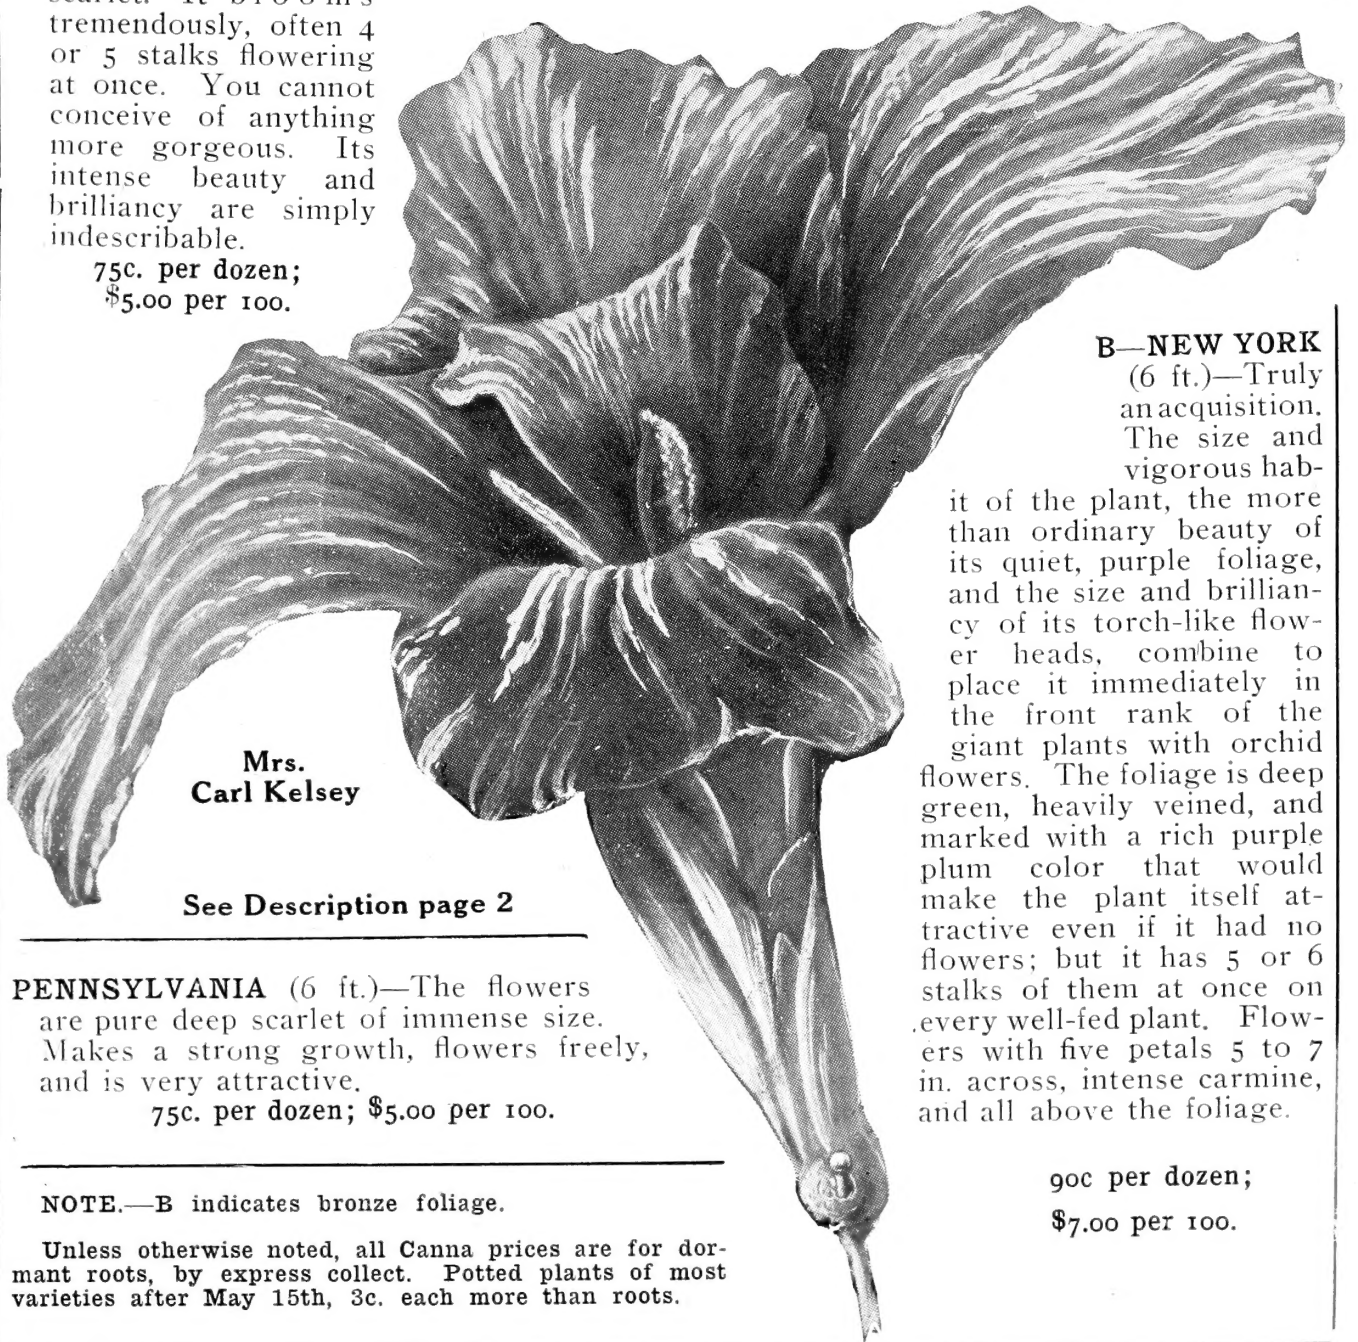 scarlet. It blooms
tremendously, often 4
or 5 stalks flowering
at once. You cannot
conceive of anything
more gorgeous. Its
intense beauty and
brilliancy are simply
indescribable.
75c. per dozen;
$5.00 per 100.
Mrs.
Carl Kelsey
See Description page 2
PENNSYLVANIA (6 ft.)—The flowers
are pure deep scarlet of immense size.
Makes a strong growth, flowers freely,
and is very attractive.
75c. per dozen; $5.00 per 100.
NOTE.—B indicates bronze foliage.
Unless otherwise noted, all Canna prices are for dor-
mant roots, by express collect. Potted plants of most
varieties after May 15th, 3c. each more than roots.
B—NEW YORK
(6 ft.)—Truly
an acquisition.
The size and
vigorous hab-
it of the plant, the more
than ordinary beauty of
its quiet, purple foliage,
and the size and brillian-
cy of its torch-like flow-
er heads, combine to
place it immediately in
the front rank of the
giant plants with orchid
flowers. The foliage is deep
green, heavily veined, and
marked with a rich purple
plum color that would
make the plant itself at-
tractive even if it had no
flowers; but it has 5 or 6
stalks of them at once on
every well-fed plant. Flow-
ers with five petals 5 to 7
in. across, intense carmine,
and all above the foliage.
90c per dozen;
$7.00 per 100.